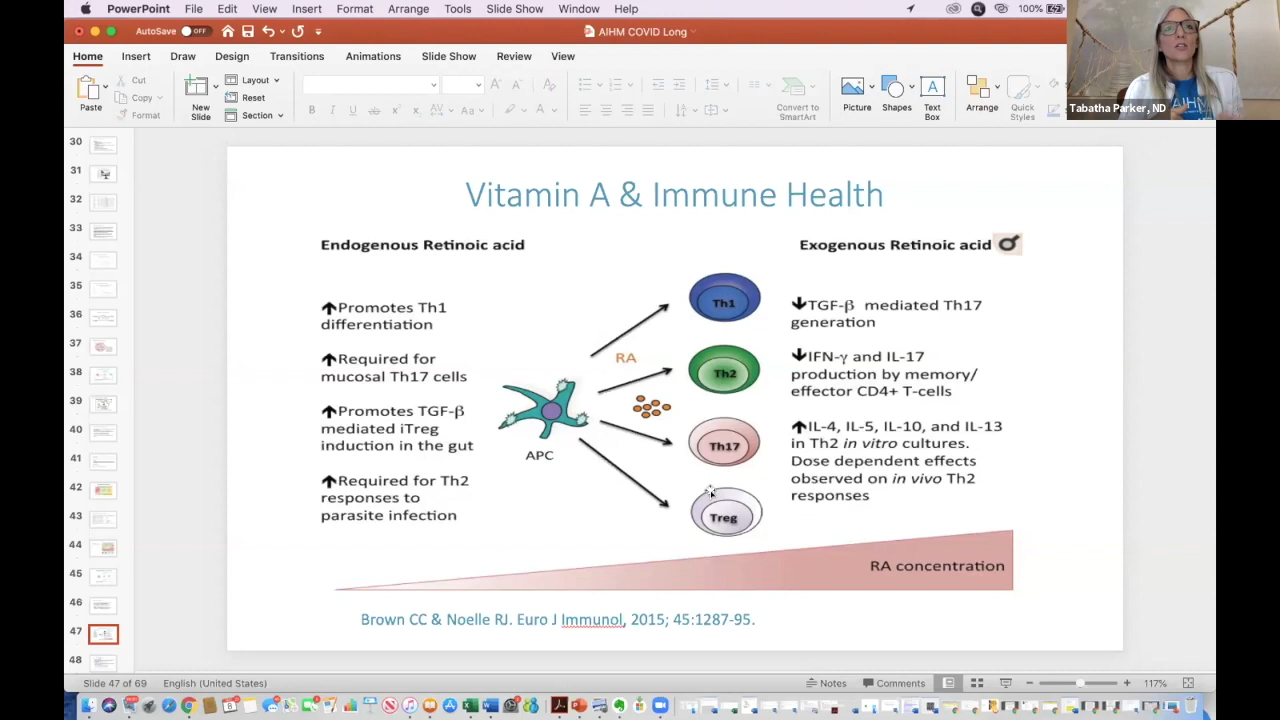 PowerPoint File Edit View Insert Format Arrange Tools Slide Show Window Help 100%
AutoSave OFF AIHM COVID Long
Home Insert Draw Design Transitions Animations Slide Show Review View
Paste Cut Copy Format
New Slide Layout Reset Section
B I U
Convert to SmartArt
Picture Shapes Text Box Arrange Quick Styles
AIHM
Tabatha Parker, ND
30
31
32
33
34
35
36
37
38
39
40
41
42
43
44
45
46
47
48
Vitamin A & Immune Health
Endogenous Retinoic acid
↑Promotes Th1
differentiation
↑Required for
mucosal Th17 cells
↑Promotes TGF-β
mediated iTreg
induction in the gut
↑Required for Th2
responses to
parasite infection
APC
RA
Th1
Th2
Th17
Treg
Exogenous Retinoic acid
↓TGF-β mediated Th17
generation
↓IFN-γ and IL-17
production by memory/
effector CD4+ T-cells
↑IL-4, IL-5, IL-10, and IL-13
in Th2 in vitro cultures.
Dose dependent effects
observed on in vivo Th2
responses
RA concentration
Brown CC & Noelle RJ. Euro J Immunol, 2015; 45:1287-95.
Slide 47 of 69 English (United States) Notes Comments 117%